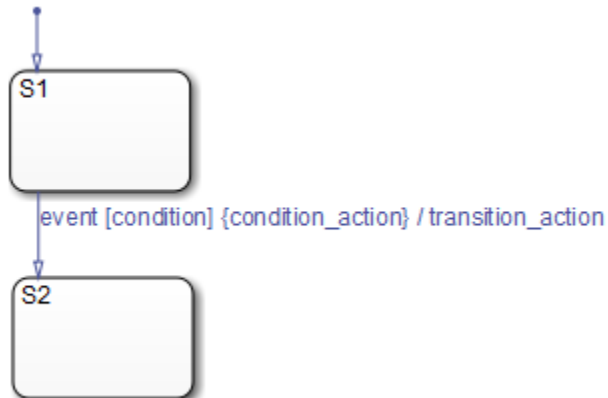 S1
event [condition] {condition_action} / transition_action
S2